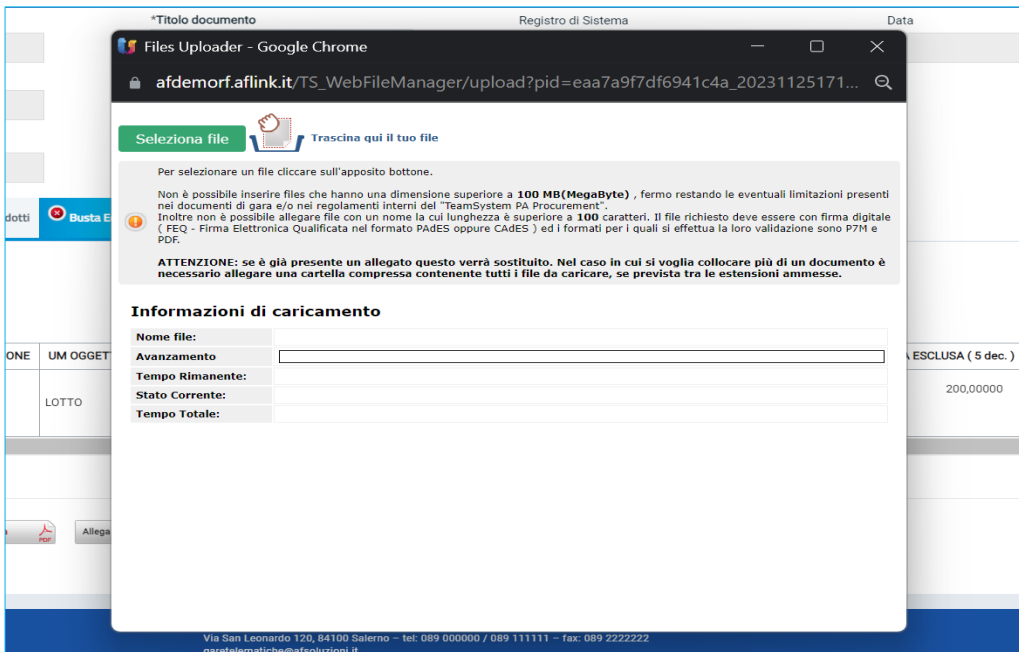 *Titolo documento Registro di Sistema Data
Files Uploader - Google Chrome
afdemorf.aflink.it/TS_WebFileManager/upload?pid=eaa7a9f7df6941c4a_20231125171...
Seleziona file Trascina qui il tuo file
Per selezionare un file cliccare sull'apposito bottone.
Non è possibile inserire files che hanno una dimensione superiore a 100 MB(MegaByte) , fermo restando le eventuali limitazioni presenti
nei documenti di gara e/o nei regolamenti interni del "TeamSystem PA Procurement".
Inoltre non è possibile allegare file con un nome la cui lunghezza è superiore a 100 caratteri. Il file richiesto deve essere con firma digitale
( FEQ - Firma Elettronica Qualificata nel formato PAdES oppure CAdES ) ed i formati per i quali si effettua la loro validazione sono P7M e
PDF.
ATTENZIONE: se è già presente un allegato questo verrà sostituito. Nel caso in cui si voglia collocare più di un documento è
necessario allegare una cartella compressa contenente tutti i file da caricare, se prevista tra le estensioni ammesse.
dotti Busta E
Informazioni di caricamento
Nome file:
Avanzamento
Tempo Rimanente:
Stato Corrente:
Tempo Totale:
IONE UM OGGET ESCLUSA ( 5 dec. )
LOTTO 200,00000
PDF Allega
Via San Leonardo 120, 84100 Salerno – tel: 089 000000 / 089 111111 – fax: 089 2222222
garetelematiche@afsoluzioni.it